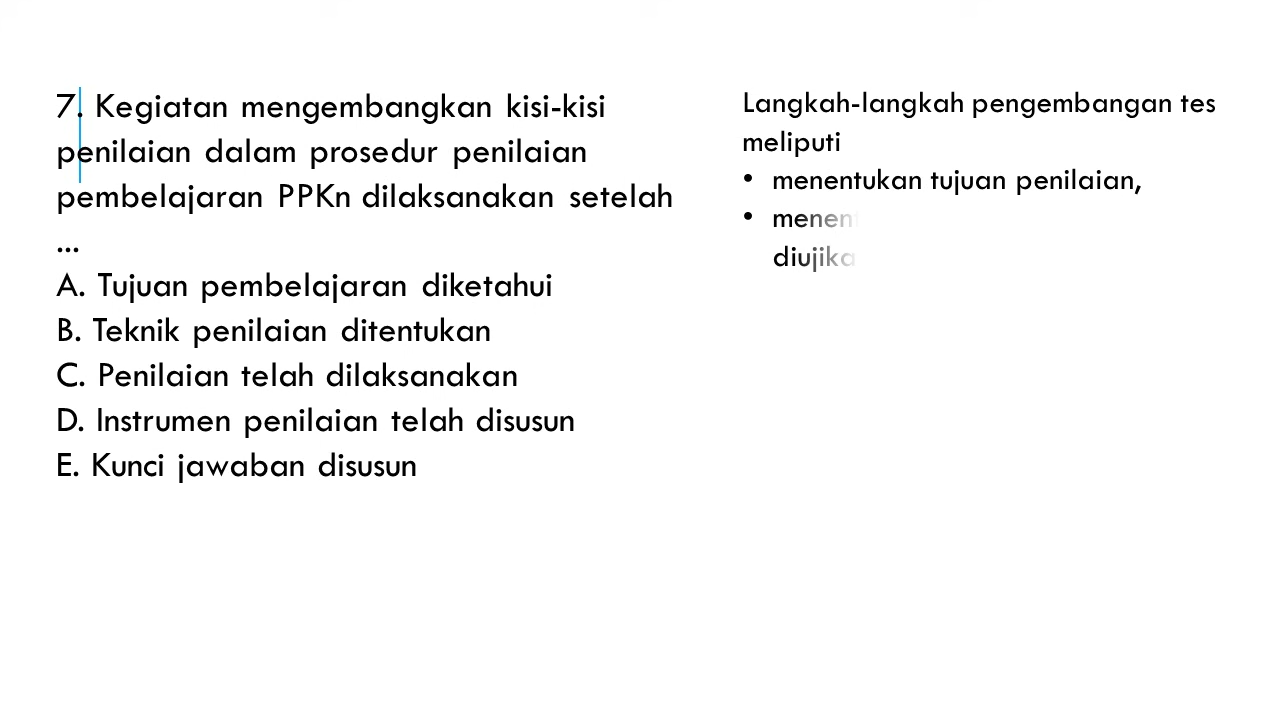 7. Kegiatan mengembangkan kisi-kisi
penilaian dalam prosedur penilaian
pembelajaran PPKn dilaksanakan setelah
...
A. Tujuan pembelajaran diketahui
B. Teknik penilaian ditentukan
C. Penilaian telah dilaksanakan
D. Instrumen penilaian telah disusun
E. Kunci jawaban disusun
Langkah-langkah pengembangan tes
meliputi
• menentukan tujuan penilaian,